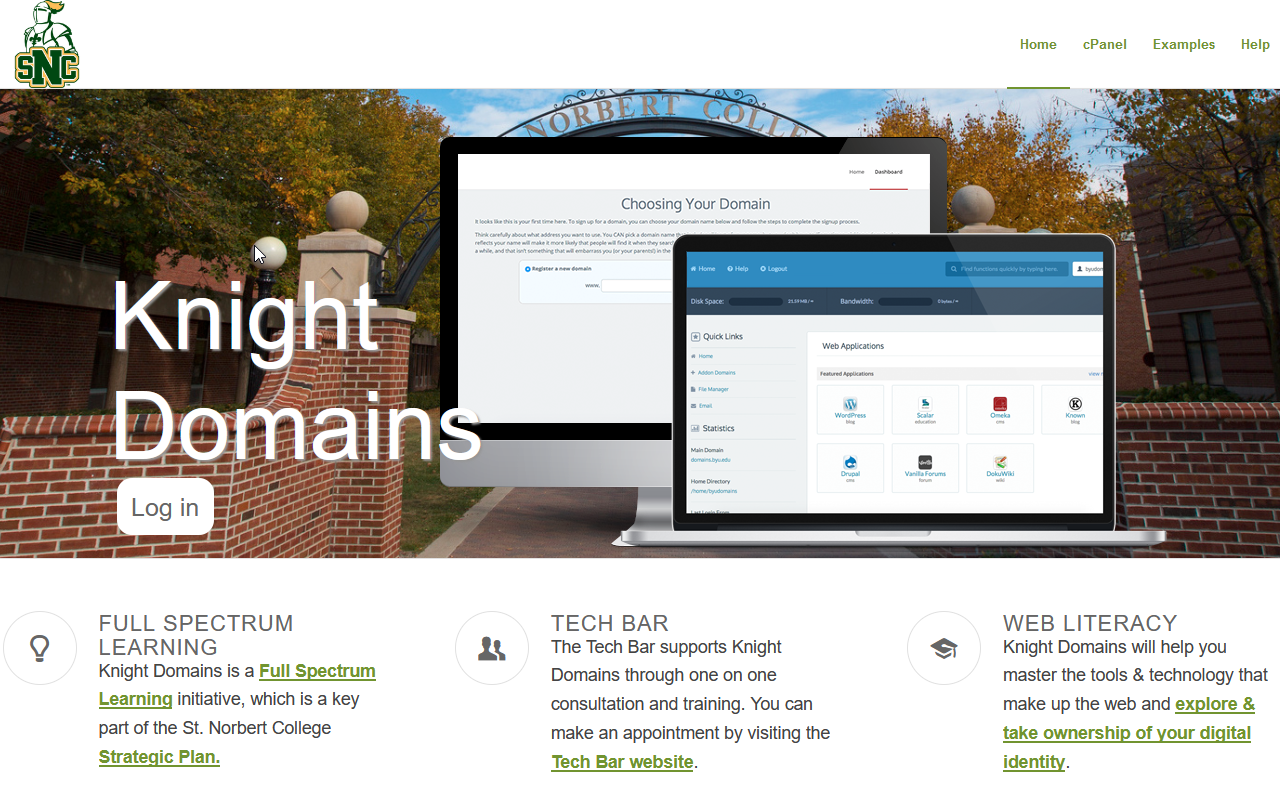 SNC
Home cPanel Examples Help
NORBERT COLLE
Home Dashboard
Choosing Your Domain
It looks like this is your first time here. To sign up for a domain, you can choose your domain name below and follow the steps to complete the signup process.
Think carefully about what address you want to use. You CAN pick a domain name
reflects your name will make it more likely that people will find it when they
a while, and that isn't something that will embarrass you (or your parents!) in the
Register a new domain
www.
Home Help Logout
Find functions quickly by typing here.
Disk Space: 21.59 MB / ∞ Bandwidth: 0 bytes / ∞
Quick Links
Home
Addon Domains
File Manager
Email
Statistics
Main Domain
domains.byu.edu
Home Directory
/home/byudomains
Last Login From
Web Applications
Featured Applications
WordPress
blog
Scalar
education
Omeka
cms
Known
blog
Drupal
cms
Vanilla Forums
forum
DokuWiki
wiki
Knight
Domains
Log in
FULL SPECTRUM
LEARNING
Knight Domains is a Full Spectrum
Learning initiative, which is a key
part of the St. Norbert College
Strategic Plan.
TECH BAR
The Tech Bar supports Knight
Domains through one on one
consultation and training. You can
make an appointment by visiting the
Tech Bar website.
WEB LITERACY
Knight Domains will help you
master the tools & technology that
make up the web and explore &
take ownership of your digital
identity.